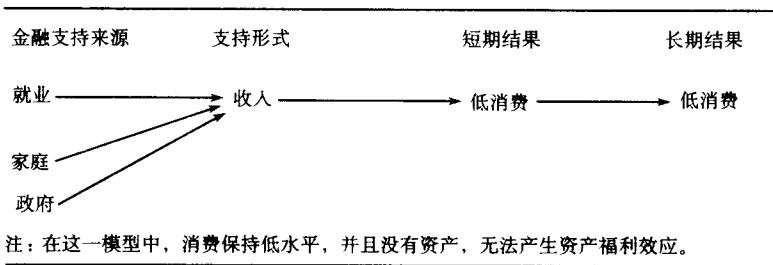 金融支持来源 支持形式 短期结果 长期结果
就业 收入 低消费 低消费
家庭
政府
注：在这一模型中，消费保持低水平，并且没有资产，无法产生资产福利效应。